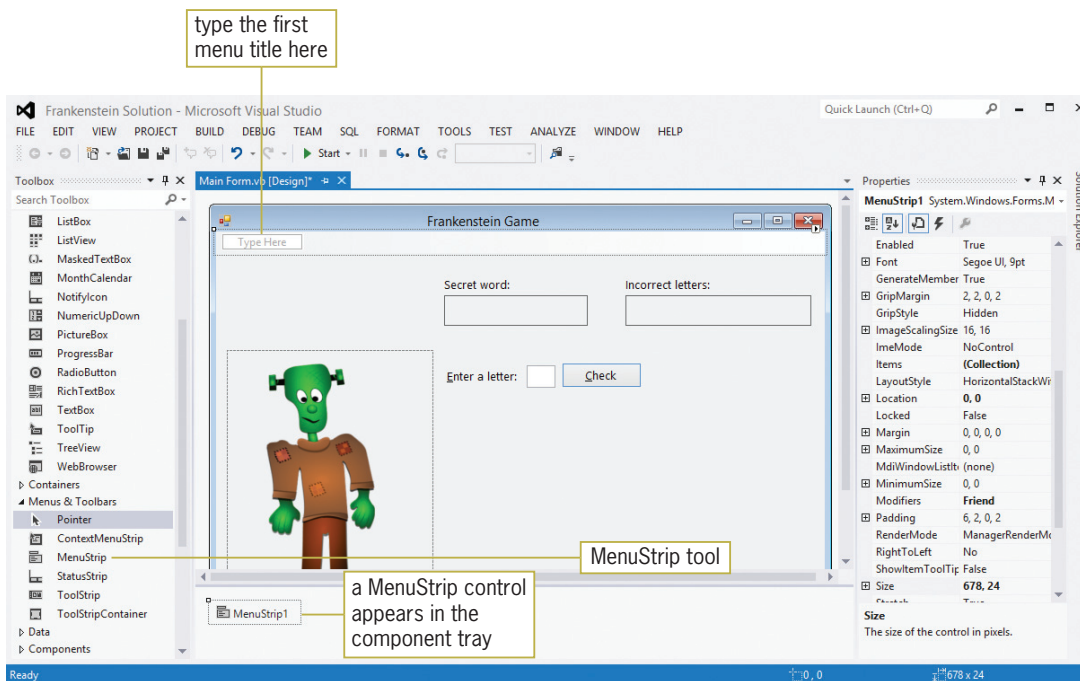 type the first
menu title here
Frankenstein Solution - Microsoft Visual Studio
Quick Launch (Ctrl+Q)
FILE EDIT VIEW PROJECT BUILD DEBUG TEAM SQL FORMAT TOOLS TEST ANALYZE WINDOW HELP
Start
Toolbox
Search Toolbox
ListBox
ListView
MaskedTextBox
MonthCalendar
NotifyIcon
NumericUpDown
PictureBox
ProgressBar
RadioButton
RichTextBox
TextBox
ToolTip
TreeView
WebBrowser
Containers
Menus & Toolbars
Pointer
ContextMenuStrip
MenuStrip
StatusStrip
ToolStrip
ToolStripContainer
Data
Components
Main Form.vb [Design]*
Frankenstein Game
Type Here
Secret word:
Incorrect letters:
Enter a letter:
Check
MenuStrip tool
a MenuStrip control
appears in the
component tray
MenuStrip1
Properties
MenuStrip1 System.Windows.Forms.M
Enabled True
Font Segoe UI, 9pt
GenerateMember True
GripMargin 2, 2, 0, 2
GripStyle Hidden
ImageScalingSize 16, 16
ImeMode NoControl
Items (Collection)
LayoutStyle HorizontalStackWi
Location 0, 0
Locked False
Margin 0, 0, 0, 0
MaximumSize 0, 0
MdiWindowListIt (none)
MinimumSize 0, 0
Modifiers Friend
Padding 6, 2, 0, 2
RenderMode ManagerRenderMo
RightToLeft No
ShowItemToolTip False
Size 678, 24
Stretch True
Size
The size of the control in pixels.
Solution Explorer
Ready
0, 0
678 x 24